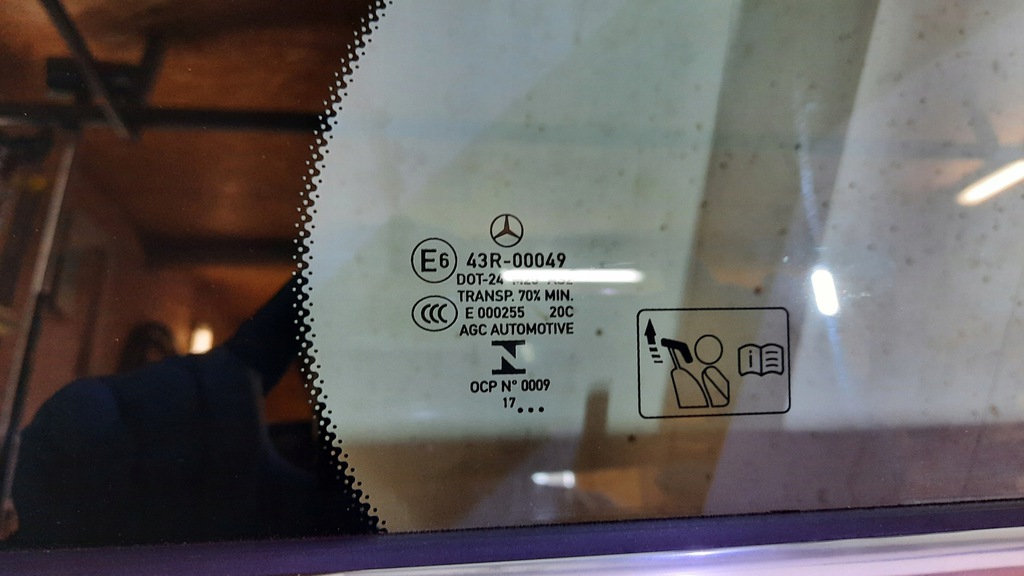 E6 43R-00049
DOT-24
TRANSP. 70% MIN.
CCC E 000255 20C
AGC AUTOMOTIVE
N
OCP N° 0009
17...
i